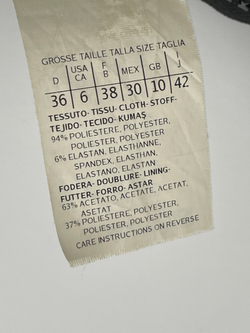 GROSSE TAILLE TALLA SIZE TAGLIA
D USA CA F B MEX GB I J
36 6 38 30 10 42
TESSUTO- TISSU- CLOTH- STOFF-
TEJIDO- TECIDO- KUMAŞ
94% POLIESTERE, POLYESTER,
POLIESTER, POLYESTER
6% ELASTAN, ELASTHANNE,
SPANDEX, ELASTHAN,
ELASTANO, ELASTAN
FODERA- DOUBLURE- LINING-
FUTTER- FORRO- ASTAR
63% ACETATO, ACETATE, ACETAT,
ASETAT
37% POLIESTERE, POLYESTER,
POLIESTER, POLYESTER
CARE INSTRUCTIONS ON REVERSE